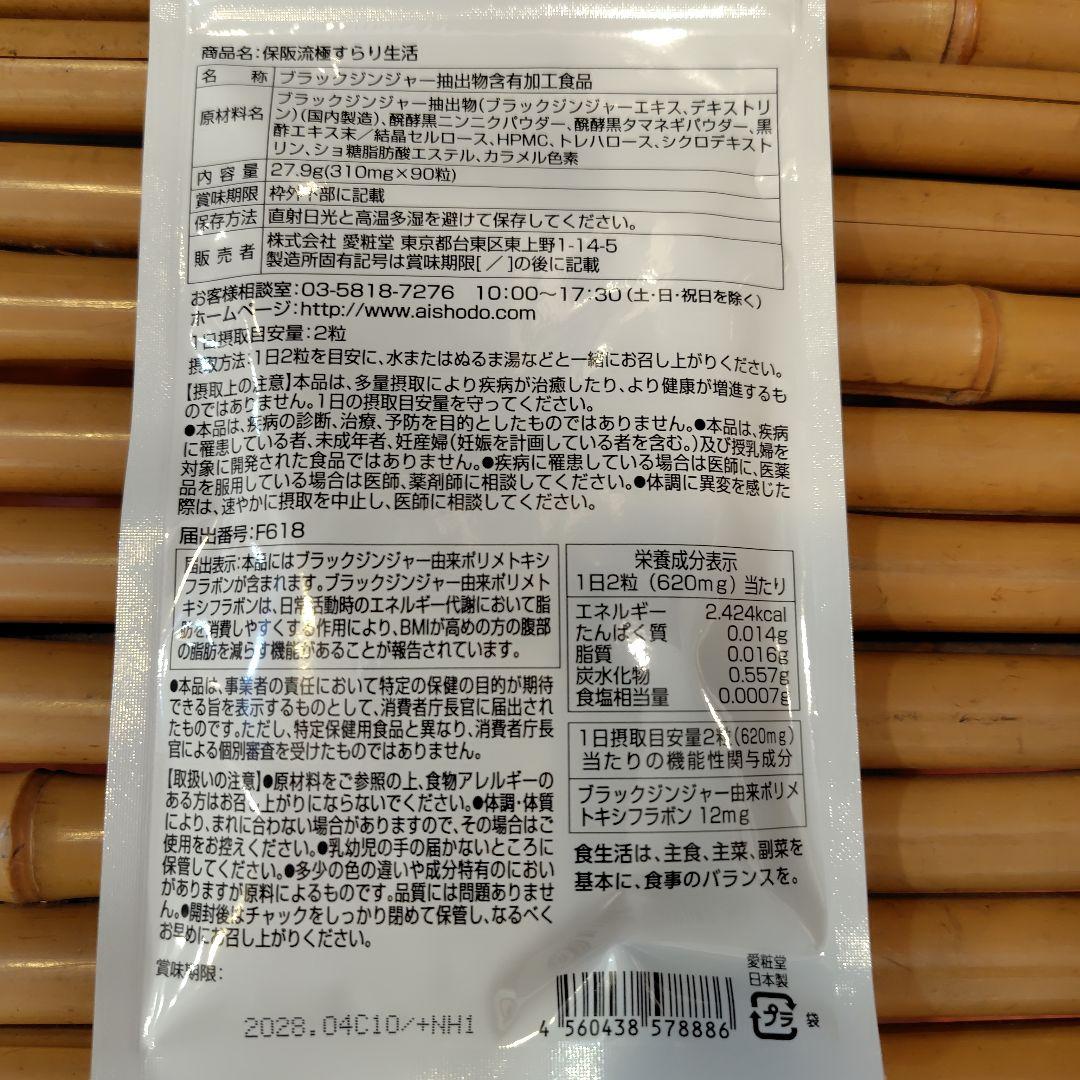 商品名:保阪流極すらり生活
名称 ブラックジンジャー抽出物含有加工食品
原材料名 ブラックジンジャー抽出物(ブラックジンジャーエキス、デキストリ
ン)(国内製造)、醗酵黒ニンニクパウダー、醗酵黒タマネギパウダー、黒
酢エキス末/結晶セルロース、HPMC、トレハロース、シクロデキスト
リン、ショ糖脂肪酸エステル、カラメル色素
内容量 27.9g(310mg×90粒)
賞味期限 枠外下部に記載
保存方法 直射日光と高温多湿を避けて保存してください。
販売者 株式会社 愛粧堂 東京都台東区東上野1-14-5
製造所固有記号は賞味期限[ / ]の後に記載
お客様相談室:03-5818-7276 10:00〜17:30(土・日・祝日を除く)
ホームページ:http://www.aishodo.com
1日摂取目安量:2粒
摂取方法:1日2粒を目安に、水またはぬるま湯などと一緒にお召し上がりください。
【摂取上の注意】本品は、多量摂取により疾病が治癒したり、より健康が増進するも
のではありません。1日の摂取目安量を守ってください。
●本品は、疾病の診断、治療、予防を目的としたものではありません。●本品は、疾病
に罹患している者、未成年者、妊産婦(妊娠を計画している者を含む。)及び授乳婦を
対象に開発された食品ではありません。●疾病に罹患している場合は医師に、医薬
品を服用している場合は医師、薬剤師に相談してください。●体調に異変を感じた
際は、速やかに摂取を中止し、医師に相談してください。
届出番号:F618
届出表示:本品にはブラックジンジャー由来ポリメトキシ
フラボンが含まれます。ブラックジンジャー由来ポリメト
キシフラボンは、日常活動時のエネルギー代謝において脂
肪を消費しやすくする作用により、BMIが高めの方の腹部
の脂肪を減らす機能があることが報告されています。
●本品は、事業者の責任において特定の保健の目的が期待
できる旨を表示するものとして、消費者庁長官に届出され
たものです。ただし、特定保健用食品と異なり、消費者庁長
官による個別審査を受けたものではありません。
【取扱いの注意】●原材料をご参照の上、食物アレルギーの
ある方はお召し上がりにならないでください。●体調・体質
により、まれに合わない場合がありますので、その場合はご
使用をお控えください。●乳幼児の手の届かないところに
保管してください。●多少の色の違いや成分特有のにおい
がありますが原料によるものです。品質には問題ありませ
ん。●開封後はチャックをしっかり閉めて保管し、なるべく
お早めにお召し上がりください。
栄養成分表示
1日2粒(620mg)当たり
エネルギー 2.424kcal
たんぱく質 0.014g
脂質 0.016g
炭水化物 0.557g
食塩相当量 0.0007g
1日摂取目安量2粒(620mg)
当たりの機能性関与成分
ブラックジンジャー由来ポリメ
トキシフラボン 12mg
食生活は、主食、主菜、副菜を
基本に、食事のバランスを。
賞味期限:
2028.04C10/+NH1
4 560438 578886
愛粧堂
日本製
プラ 袋